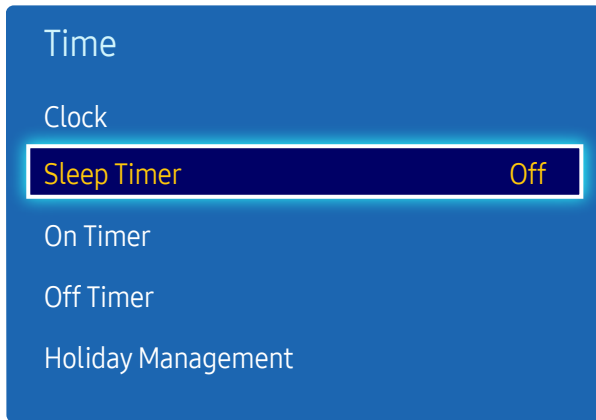 Time
Clock
Sleep Timer Off
On Timer
Off Timer
Holiday Management